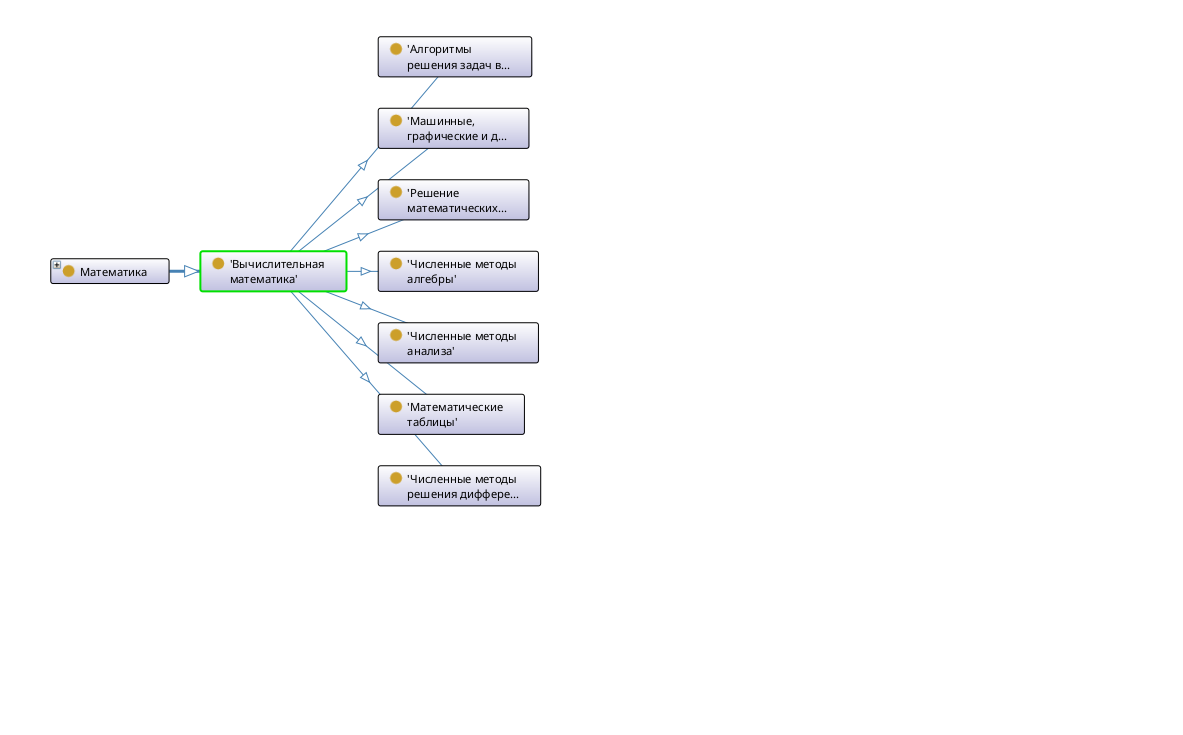 'Алгоритмы
решения задач в...
'Машинные,
графические и д...
'Решение
математических...
Математика
'Вычислительная
математика'
'Численные методы
алгебры'
'Численные методы
анализа'
'Математические
таблицы'
'Численные методы
решения диффере...